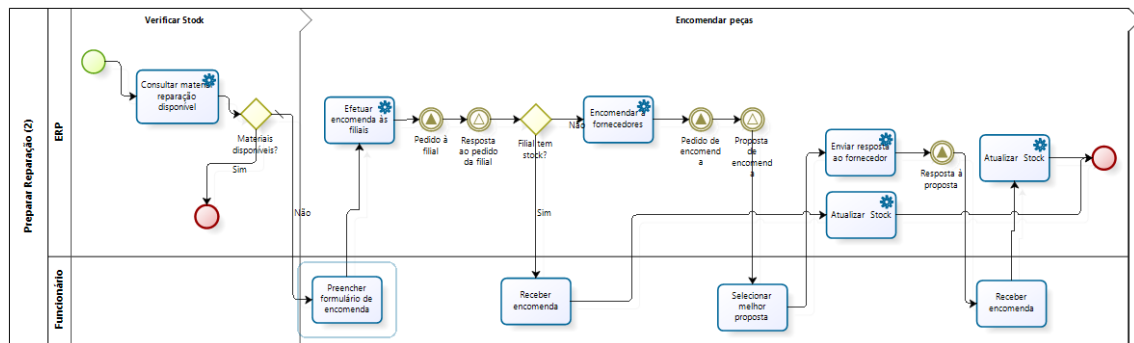 Verificar Stock
Encomendar peças
Preparar Reparação (2)
ERP
Funcionário
Consultar material
reparação
disponível
Materiais
disponíveis?
Sim
Não
Efetuar
encomenda às
filiais
Pedido à
filial
Resposta
ao pedido
da filial
Filial tem
stock?
Não
Sim
Encomendar a
fornecedores
Pedido de
encomend
a
Proposta
de
encomend
a
Enviar resposta
ao fornecedor
Resposta à
proposta
Atualizar Stock
Atualizar Stock
Preencher
formulário de
encomenda
Receber
encomenda
Selecionar
melhor
proposta
Receber
encomenda